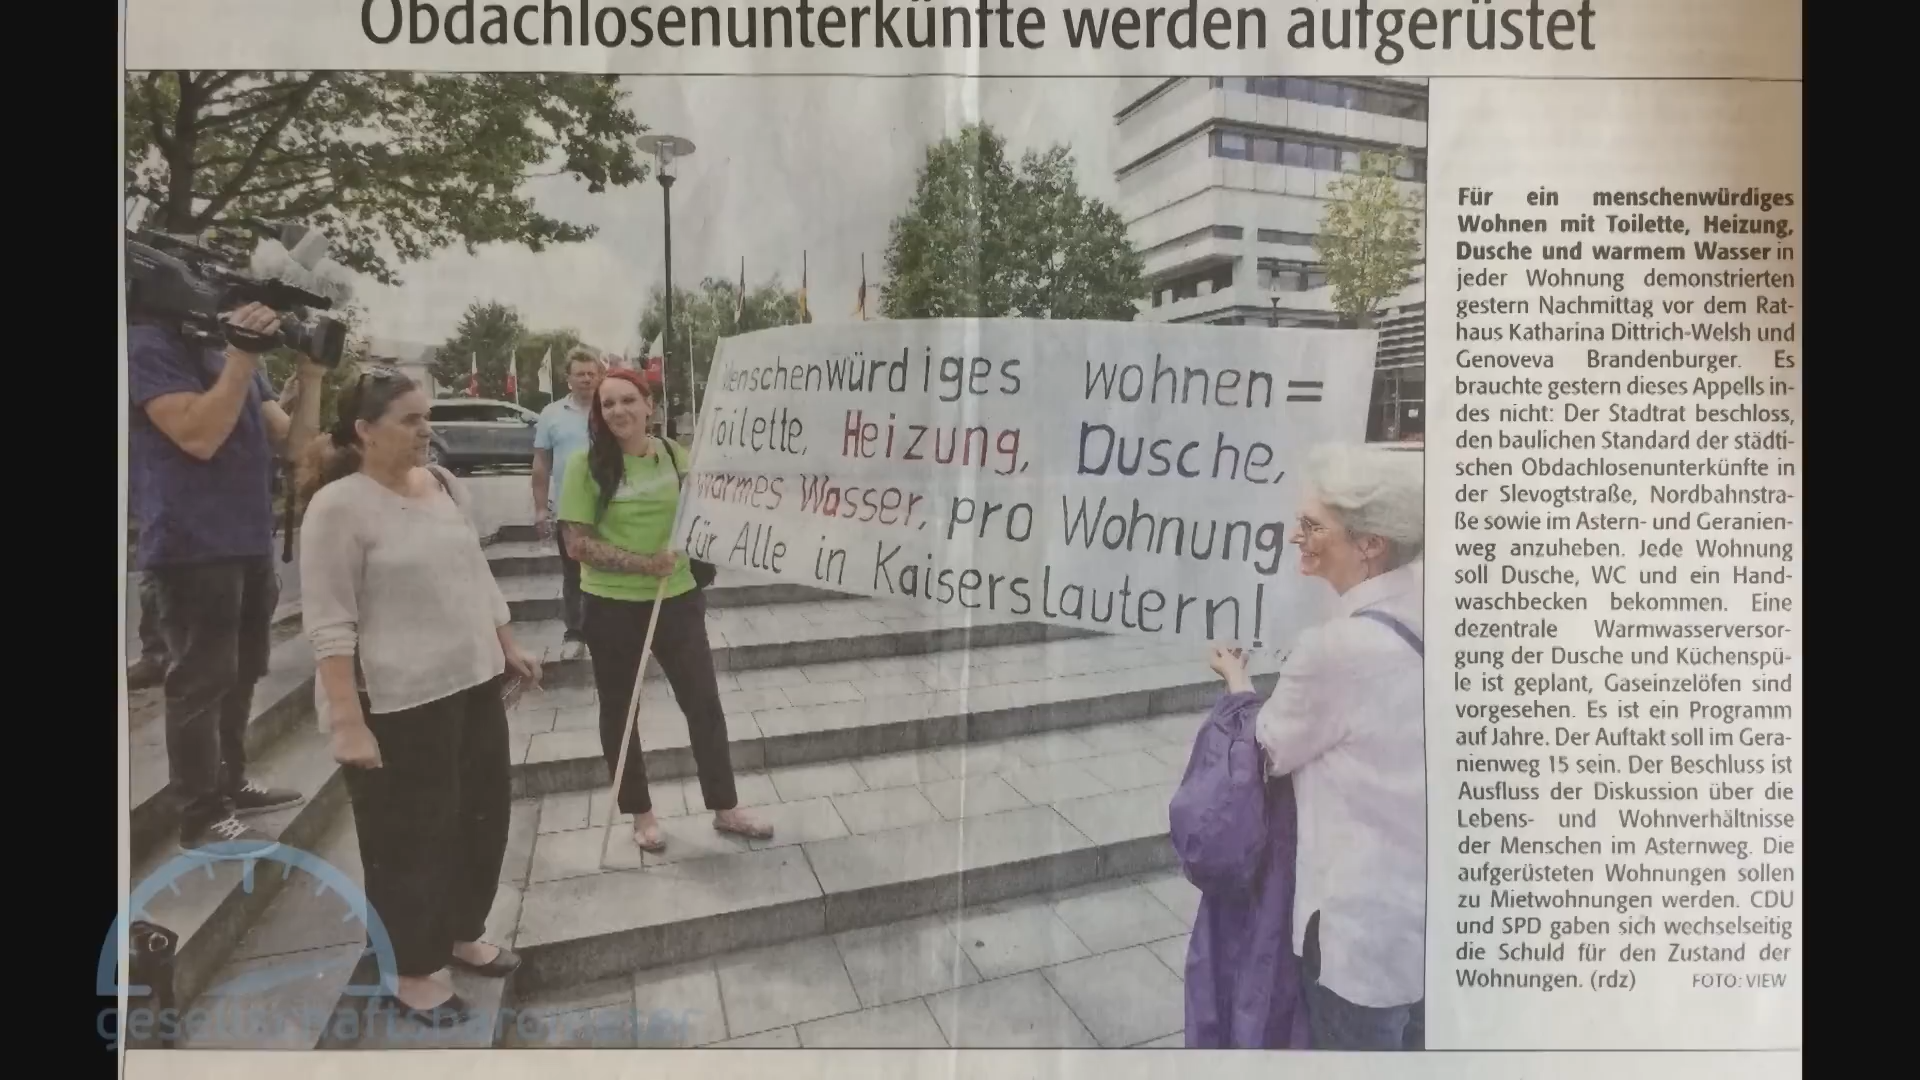 Obdachlosenunterkünfte werden aufgerüstet
Menschenwürdiges wohnen =
Toilette, Heizung, Dusche,
warmes Wasser, pro Wohnung
für Alle in Kaiserslautern!
Für ein menschenwürdiges
Wohnen mit Toilette, Heizung,
Dusche und warmem Wasser in
jeder Wohnung demonstrierten
gestern Nachmittag vor dem Rat-
haus Katharina Dittrich-Welsh und
Genoveva Brandenburger. Es
brauchte gestern dieses Appells in-
des nicht: Der Stadtrat beschloss,
den baulichen Standard der städti-
schen Obdachlosenunterkünfte in
der Slevogtstraße, Nordbahnstra-
ße sowie im Astern- und Geranien-
weg anzuheben. Jede Wohnung
soll Dusche, WC und ein Hand-
waschbecken bekommen. Eine
dezentrale Warmwasserversor-
gung der Dusche und Küchenspü-
le ist geplant, Gaseinzelöfen sind
vorgesehen. Es ist ein Programm
auf Jahre. Der Auftakt soll im Gera-
nienweg 15 sein. Der Beschluss ist
Ausfluss der Diskussion über die
Lebens- und Wohnverhältnisse
der Menschen im Asternweg. Die
aufgerüsteten Wohnungen sollen
zu Mietwohnungen werden. CDU
und SPD gaben sich wechselseitig
die Schuld für den Zustand der
Wohnungen. (rdz) FOTO: VIEW
gesellschaftsbarometer